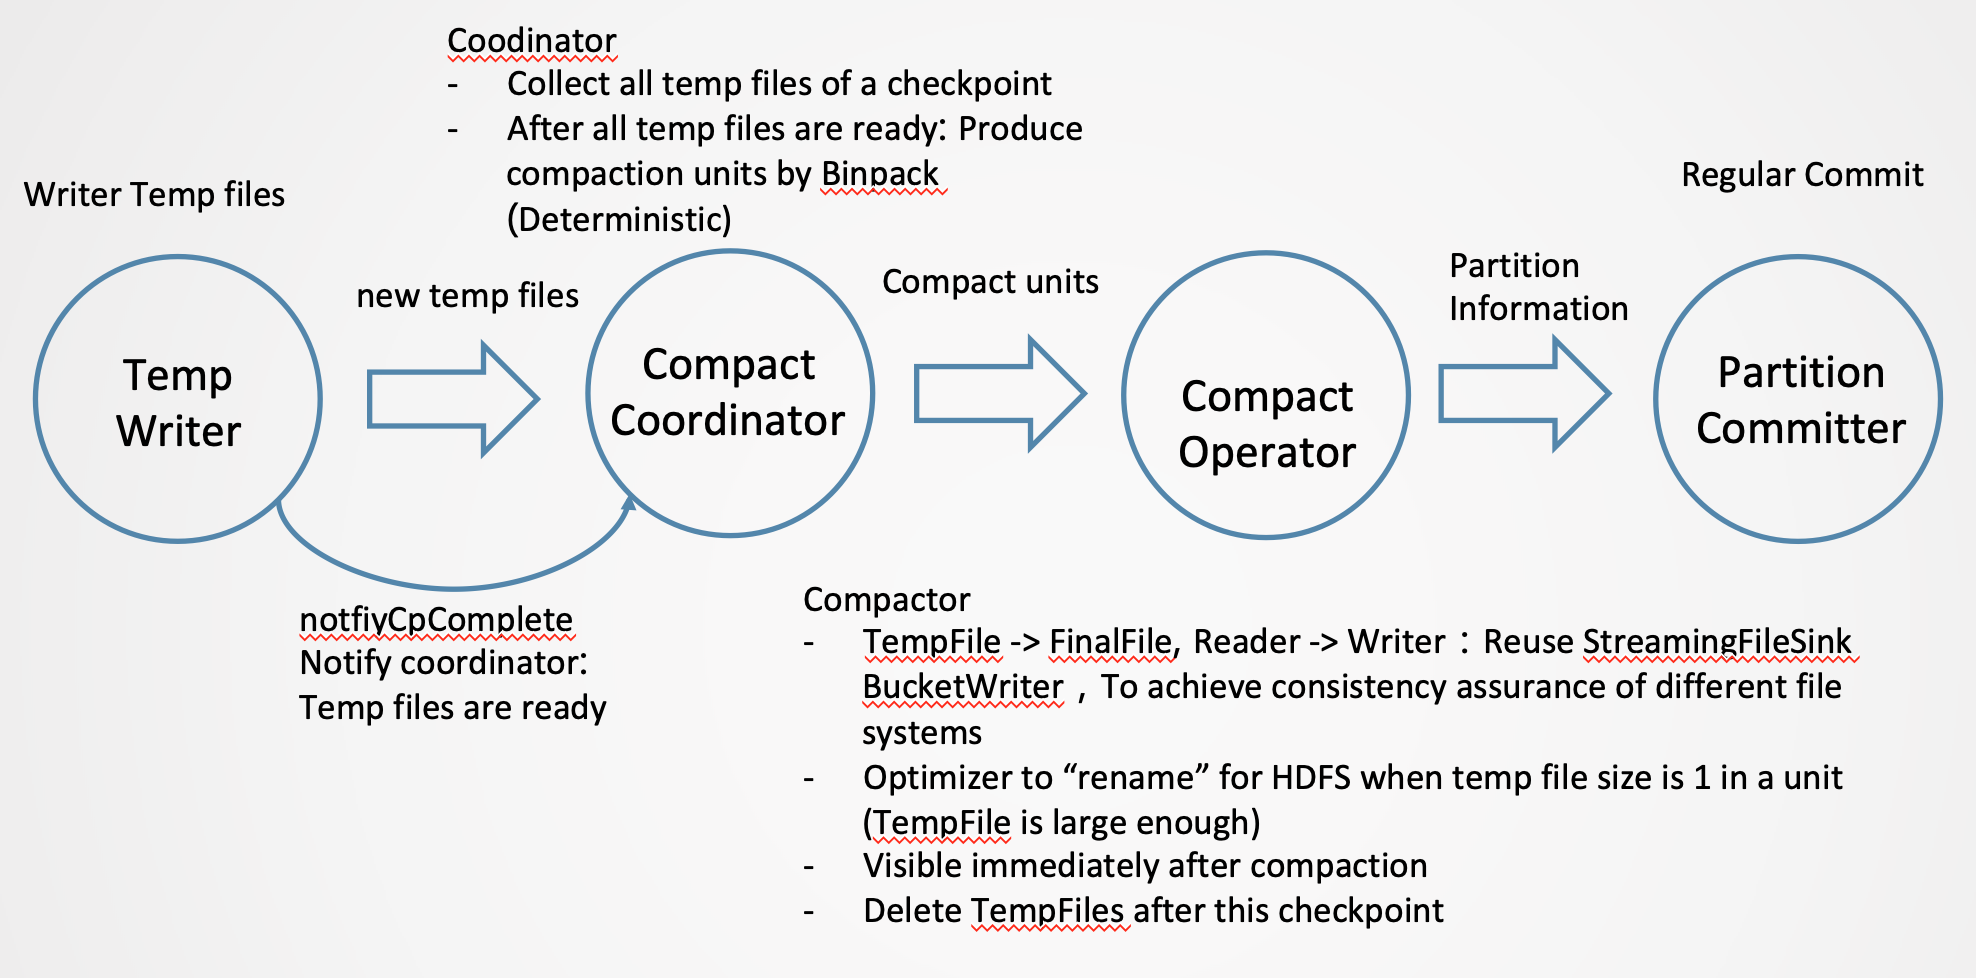 Coodinator
- Collect all temp files of a checkpoint
- After all temp files are ready: Produce
compaction units by Binpack
(Deterministic)
Writer Temp files
Regular Commit
new temp files
Compact units
Partition
Information
Temp
Writer
Compact
Coordinator
Compact
Operator
Partition
Committer
notfiyCpComplete
Notify coordinator:
Temp files are ready
Compactor
- TempFile -> FinalFile, Reader -> Writer：Reuse StreamingFileSink
BucketWriter，To achieve consistency assurance of different file
systems
- Optimizer to “rename” for HDFS when temp file size is 1 in a unit
(TempFile is large enough)
- Visible immediately after compaction
- Delete TempFiles after this checkpoint